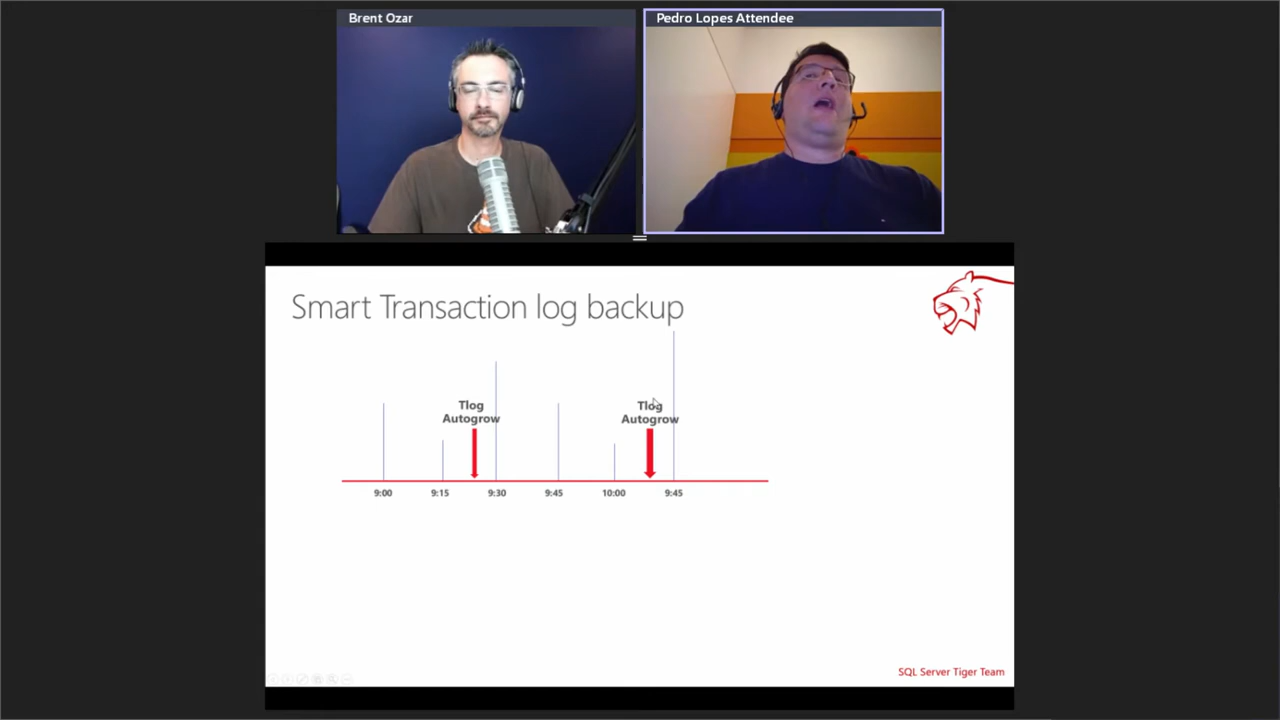 Brent Ozar
Pedro Lopes Attendee
Smart Transaction log backup
Tlog
Autogrow
Tlog
Autogrow
9:00
9:15
9:30
9:45
10:00
9:45
SQL Server Tiger Team